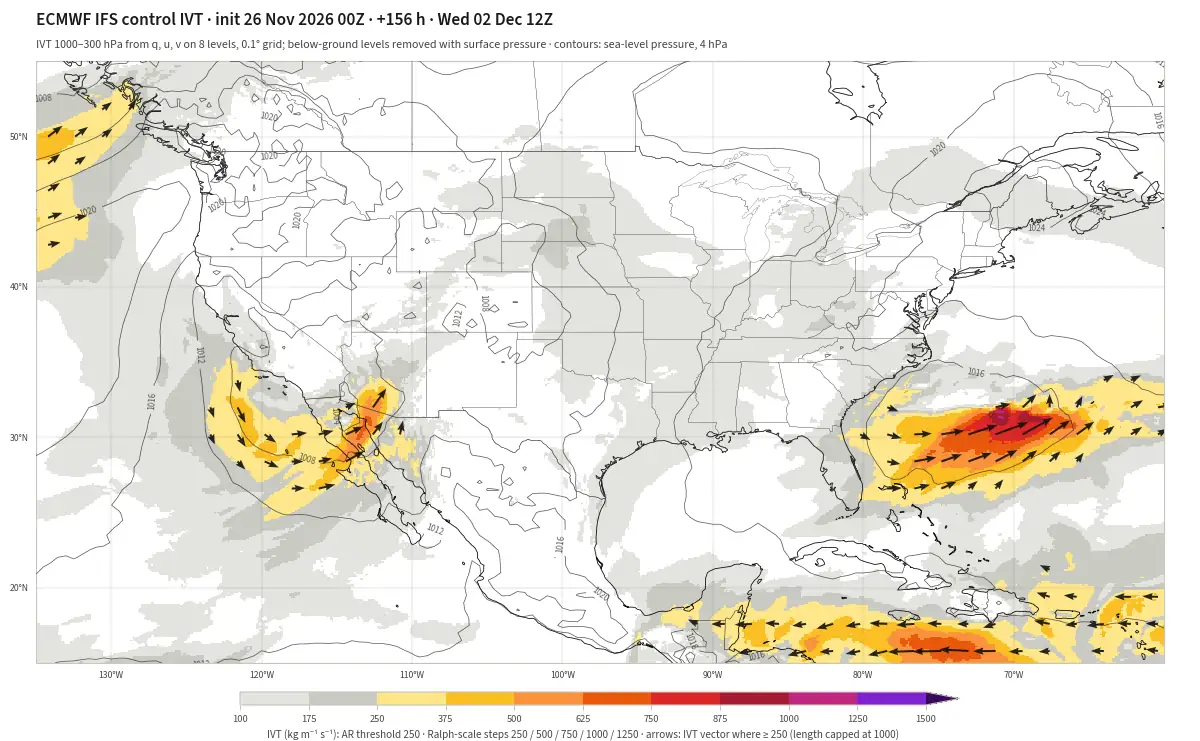 ECMWF IFS control IVT · init 26 Nov 2026 00Z · +156 h · Wed 02 Dec 12Z
IVT 1000–300 hPa from q, u, v on 8 levels, 0.1° grid; below-ground levels removed with surface pressure · contours: sea-level pressure, 4 hPa
1008
1020
1016
50°N
1020
1020
1020
1020
1020
1024
40°N
1008
1012
1012
1016
1016
30°N
1008
1012
1016
20°N
1020
1016
1016
1012
130°W
120°W
110°W
100°W
90°W
80°W
70°W
100
175
250
375
500
625
750
875
1000
1250
1500
IVT (kg m⁻¹ s⁻¹): AR threshold 250 · Ralph-scale steps 250 / 500 / 750 / 1000 / 1250 · arrows: IVT vector where ≥ 250 (length capped at 1000)